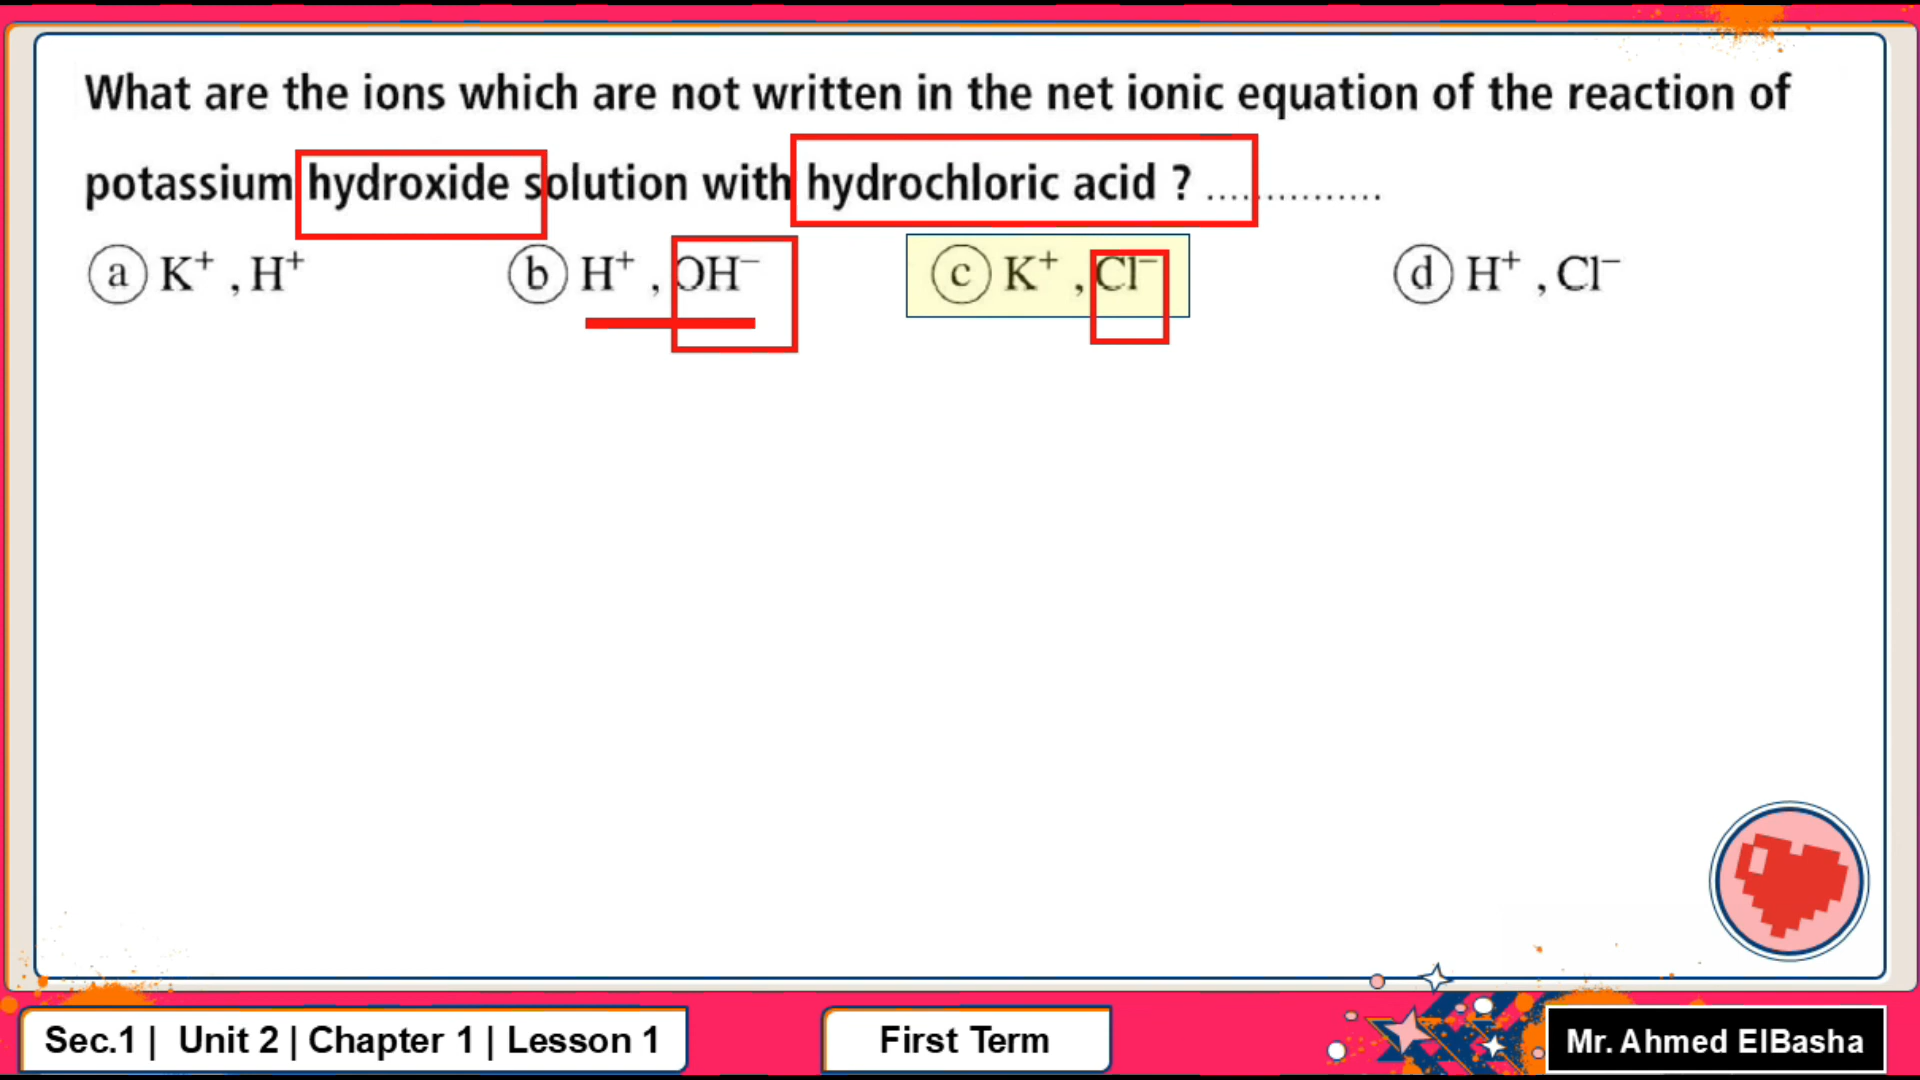 What are the ions which are not written in the net ionic equation of the reaction of
potassium hydroxide solution with hydrochloric acid ? ...............
a K⁺ , H⁺ b H⁺ , OH⁻ c K⁺ , Cl⁻ d H⁺ , Cl⁻
Sec.1 | Unit 2 | Chapter 1 | Lesson 1 First Term Mr. Ahmed ElBasha